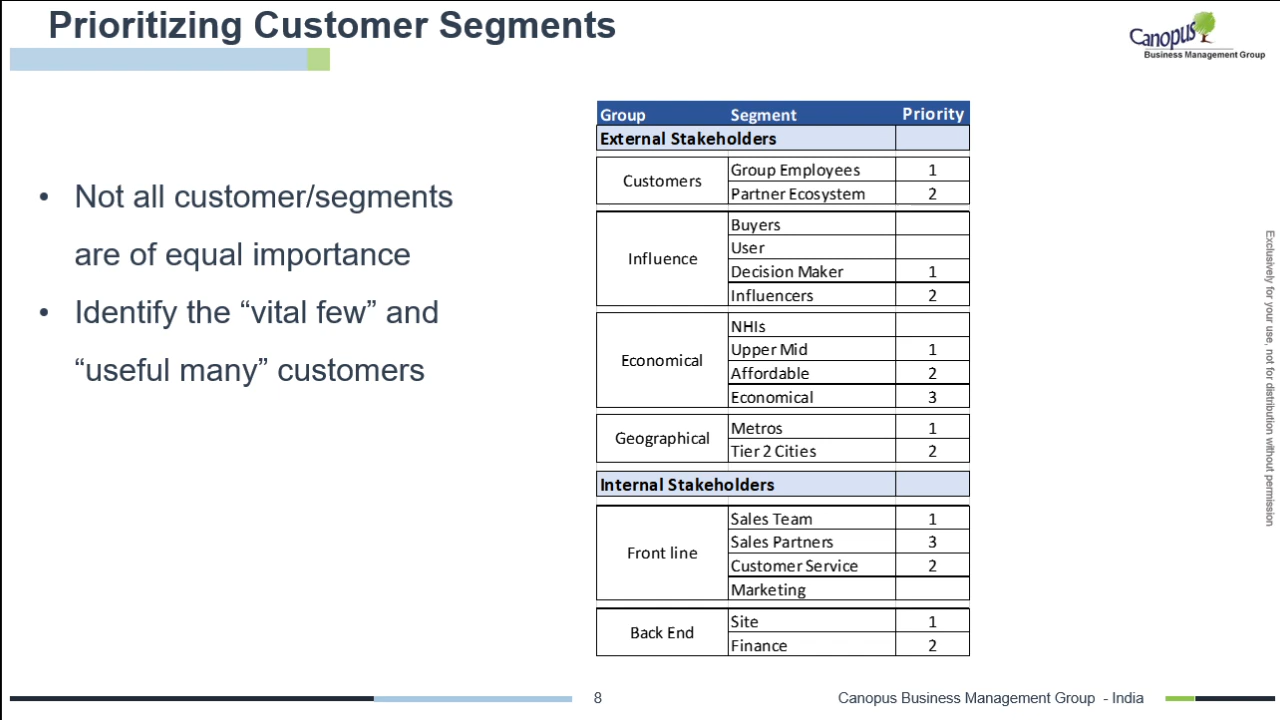 Prioritizing Customer Segments
Canopus
Business Management Group
• Not all customer/segments
are of equal importance
• Identify the “vital few” and
“useful many” customers
Group Segment Priority
External Stakeholders
Customers
Group Employees 1
Partner Ecosystem 2
Influence
Buyers
User
Decision Maker 1
Influencers 2
Economical
NHIs
Upper Mid 1
Affordable 2
Economical 3
Geographical
Metros 1
Tier 2 Cities 2
Internal Stakeholders
Front line
Sales Team 1
Sales Partners 3
Customer Service 2
Marketing
Back End
Site 1
Finance 2
Exclusively for your use, not for distribution without permission
8
Canopus Business Management Group - India